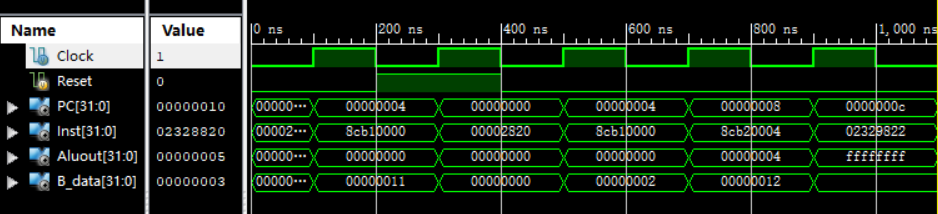 Name Value 0 ns 200 ns 400 ns 600 ns 800 ns 1,000 ns
Clock 1
Reset 0
PC[31:0] 00000010 00000··· 00000004 00000000 00000004 00000008 0000000c
Inst[31:0] 02328820 00002··· 8cb10000 00002820 8cb10000 8cb20004 02329822
Aluout[31:0] 00000005 00000··· 00000000 00000000 00000000 00000004 ffffffff
B_data[31:0] 00000003 00000··· 00000011 00000000 00000002 00000012